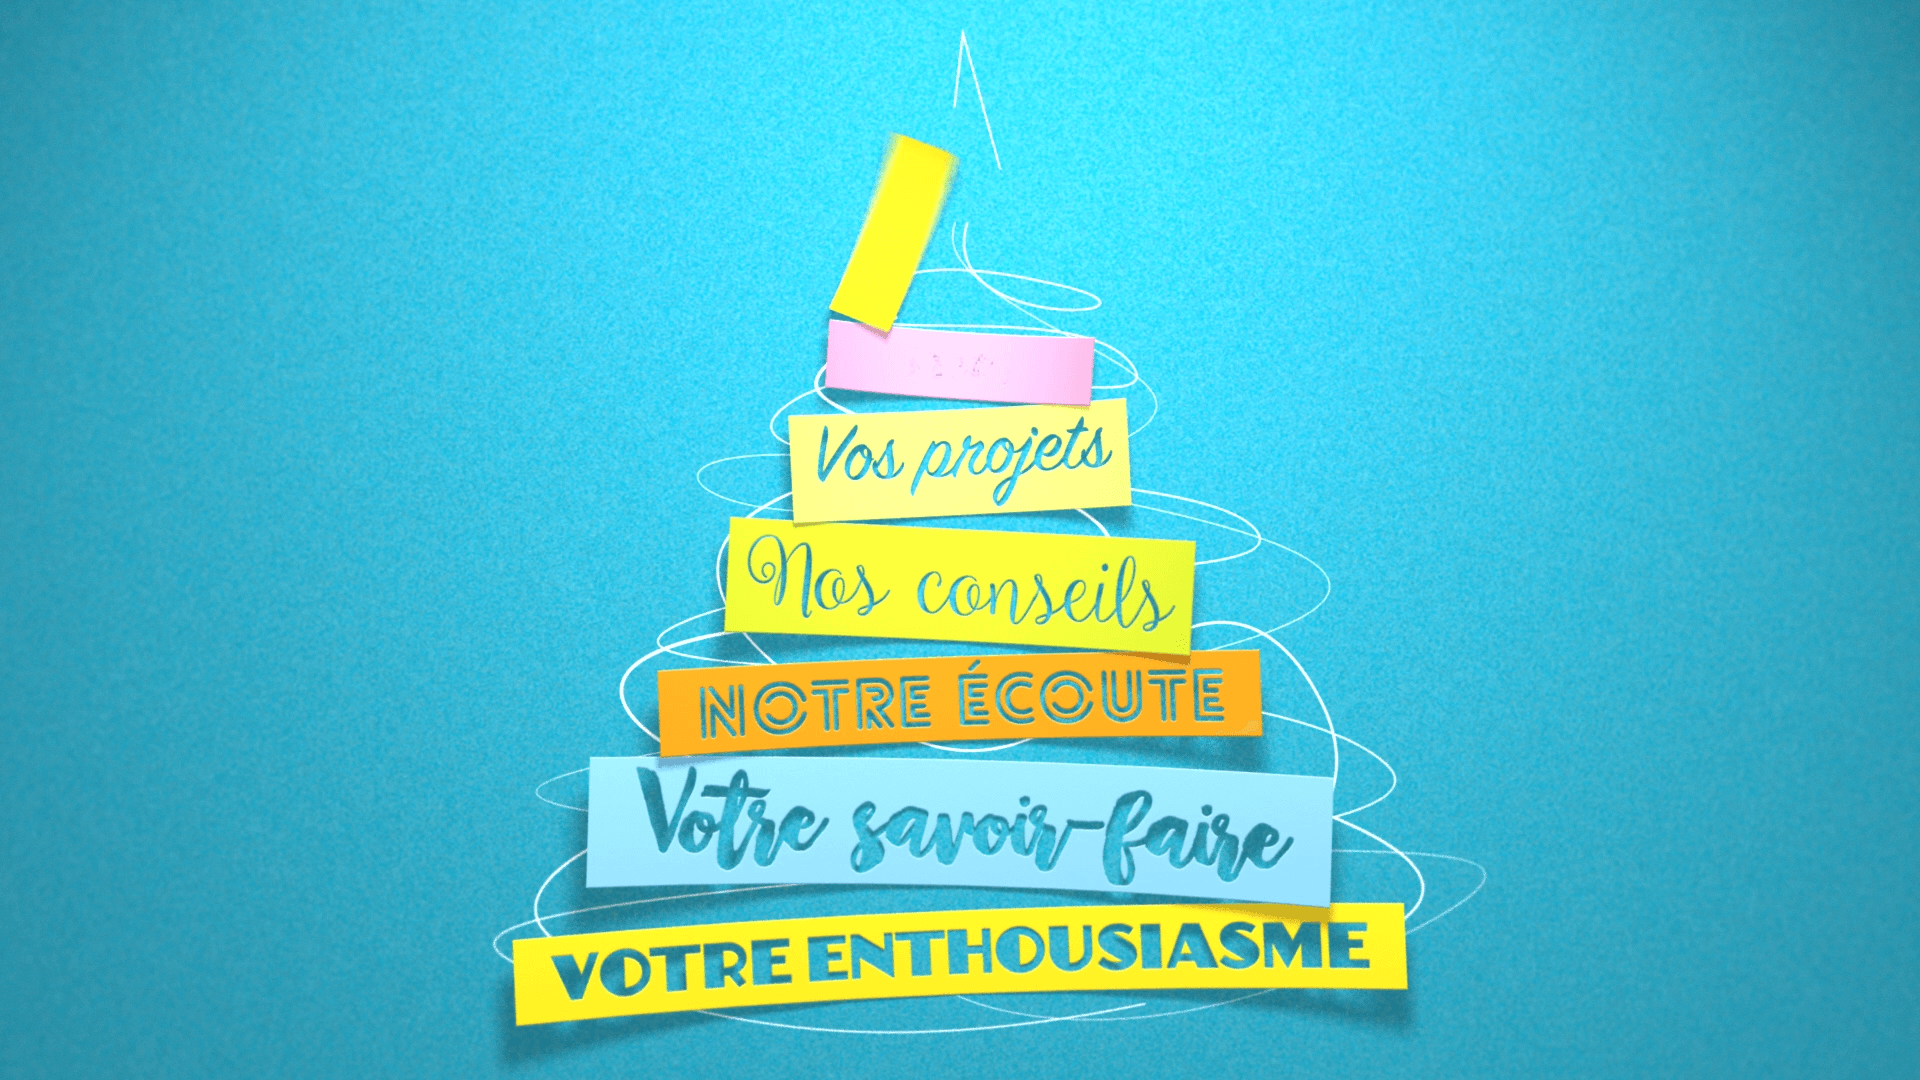 Vos projets
Nos conseils
NOTRE ÉCOUTE
Votre savoir-faire
VOTRE ENTHOUSIASME